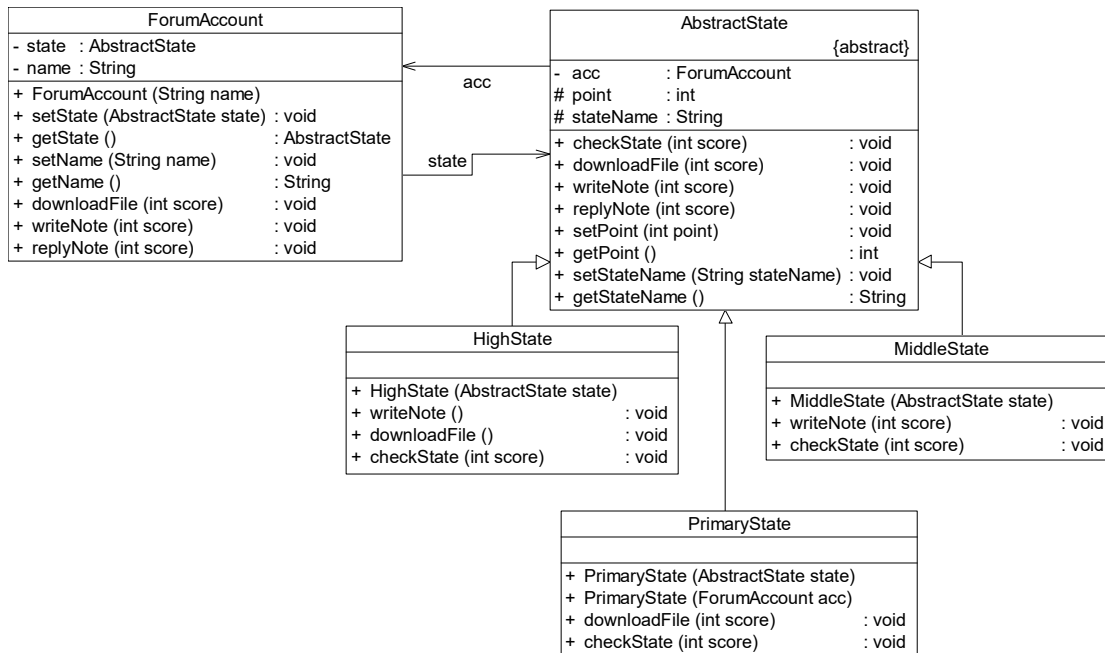 ForumAccount
- state : AbstractState
- name : String
+ ForumAccount (String name)
+ setState (AbstractState state) : void
+ getState () : AbstractState
+ setName (String name) : void
+ getName () : String
+ downloadFile (int score) : void
+ writeNote (int score) : void
+ replyNote (int score) : void
acc
state
AbstractState
{abstract}
- acc : ForumAccount
# point : int
# stateName : String
+ checkState (int score) : void
+ downloadFile (int score) : void
+ writeNote (int score) : void
+ replyNote (int score) : void
+ setPoint (int point) : void
+ getPoint () : int
+ setStateName (String stateName) : void
+ getStateName () : String
HighState
+ HighState (AbstractState state)
+ writeNote () : void
+ downloadFile () : void
+ checkState (int score) : void
MiddleState
+ MiddleState (AbstractState state)
+ writeNote (int score) : void
+ checkState (int score) : void
PrimaryState
+ PrimaryState (AbstractState state)
+ PrimaryState (ForumAccount acc)
+ downloadFile (int score) : void
+ checkState (int score) : void